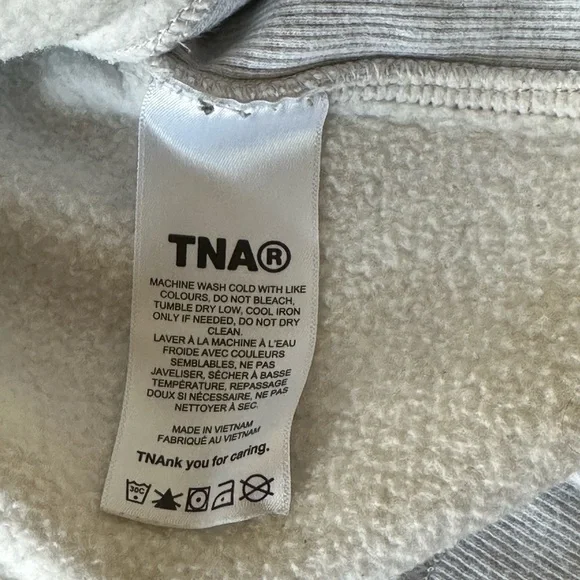 TNA®
MACHINE WASH COLD WITH LIKE
COLOURS, DO NOT BLEACH,
TUMBLE DRY LOW, COOL IRON
ONLY IF NEEDED, DO NOT DRY
CLEAN.
LAVER À LA MACHINE À L'EAU
FROIDE AVEC COULEURS
SEMBLABLES, NE PAS
JAVELISER, SÉCHER À BASSE
TEMPÉRATURE, REPASSAGE
DOUX SI NÉCESSAIRE, NE PAS
NETTOYER À SEC.
MADE IN VIETNAM
FABRIQUÉ AU VIETNAM
TNAnk you for caring.
30C